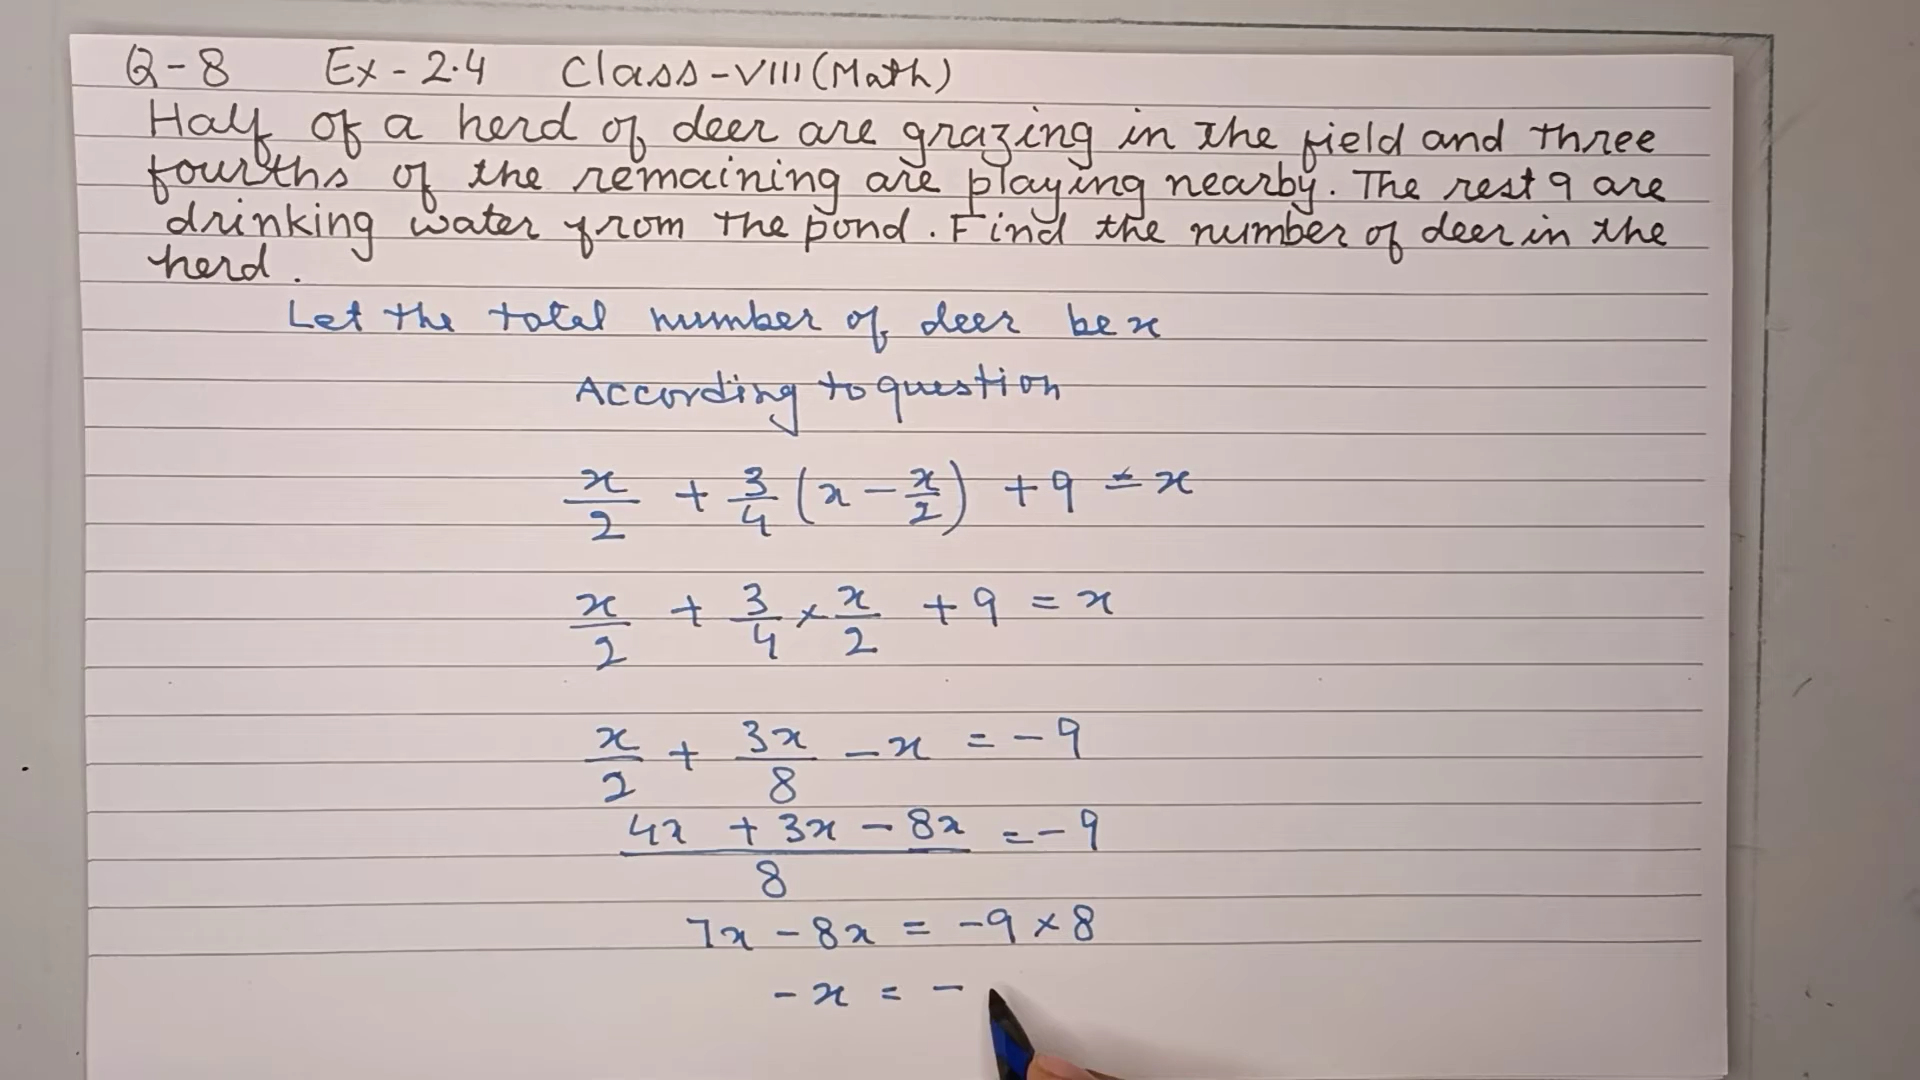 Q-8 Ex-2.4 Class-VIII (Math)
Half of a herd of deer are grazing in the field and three
fourths of the remaining are playing nearby. The rest 9 are
drinking water from the pond. Find the number of deer in the
herd.
Let the total number of deer be x
According to question
x/2 + 3/4 (x - x/2) + 9 = x
x/2 + 3/4 × x/2 + 9 = x
x/2 + 3x/8 - x = -9
4x + 3x - 8x / 8 = -9
7x - 8x = -9 × 8
-x = -